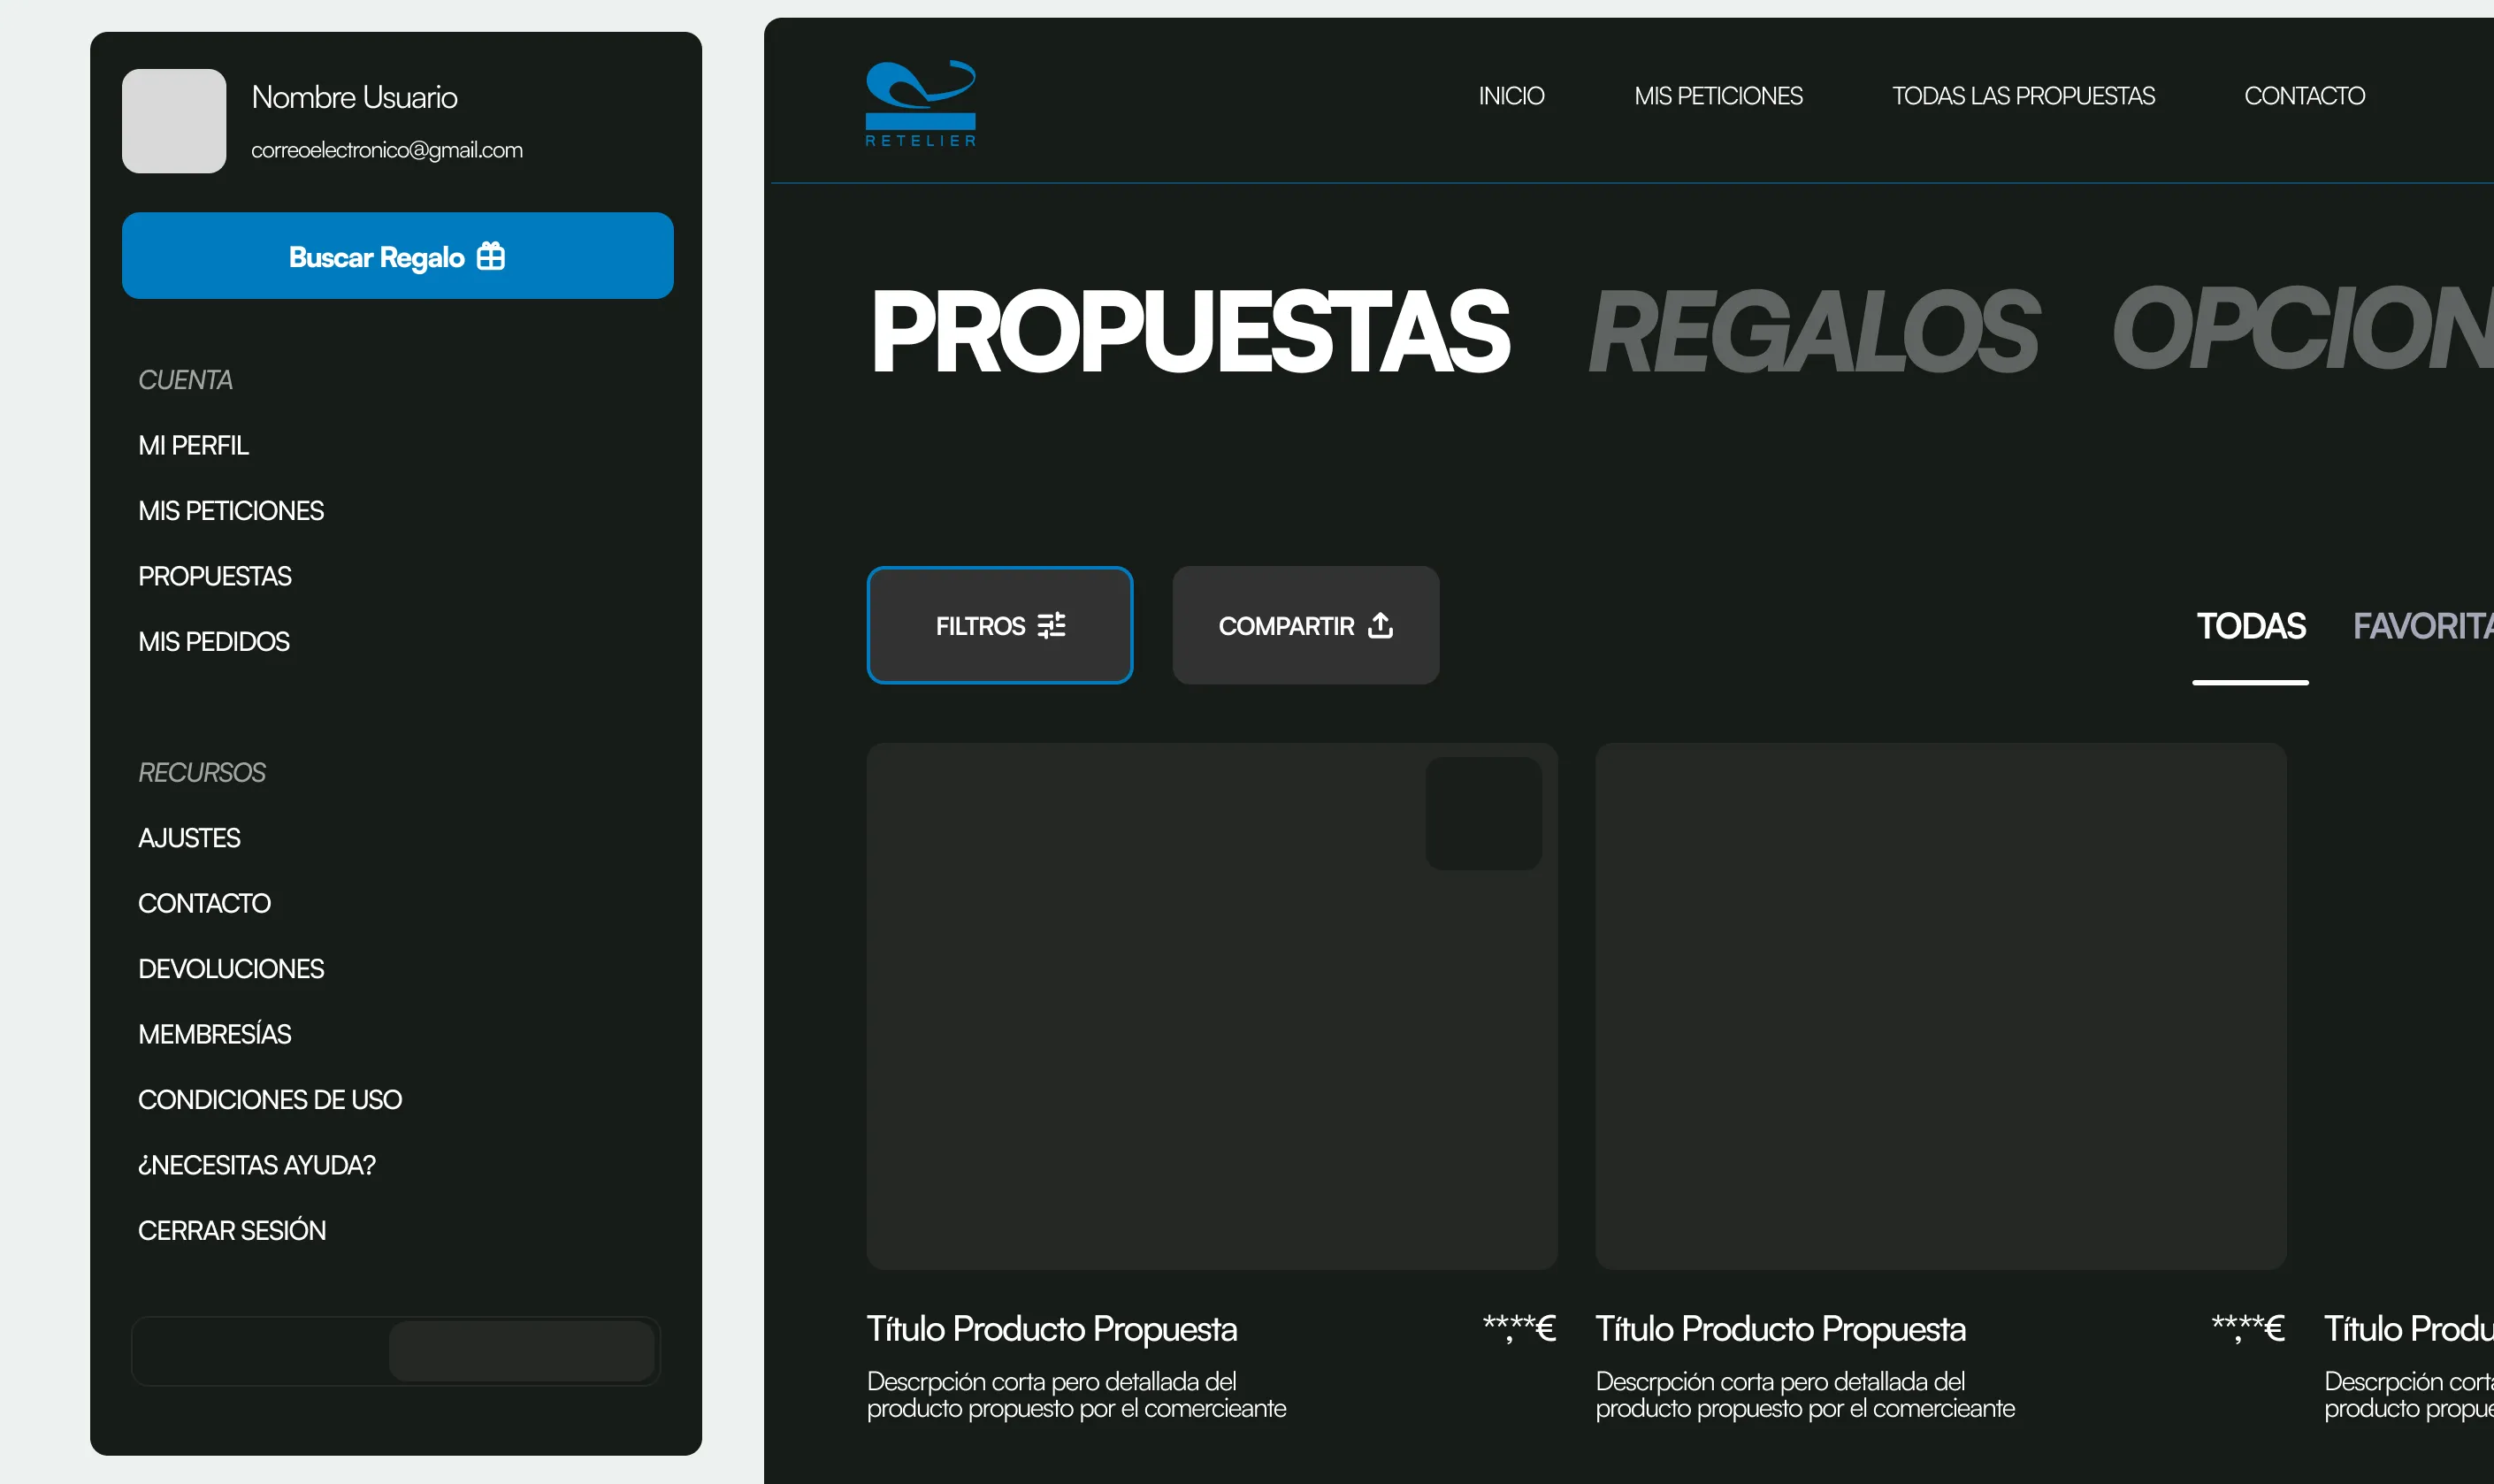 Nombre Usuario
correoelectronico@gmail.com
Buscar Regalo
CUENTA
MI PERFIL
MIS PETICIONES
PROPUESTAS
MIS PEDIDOS
RECURSOS
AJUSTES
CONTACTO
DEVOLUCIONES
MEMBRESÍAS
CONDICIONES DE USO
¿NECESITAS AYUDA?
CERRAR SESIÓN
RETELIER
INICIO MIS PETICIONES TODAS LAS PROPUESTAS CONTACTO
PROPUESTAS REGALOS OPCION
FILTROS COMPARTIR TODAS FAVORITA
Título Producto Propuesta **,**€
Descrpción corta pero detallada del
producto propuesto por el comercieante
Título Producto Propuesta **,**€
Descrpción corta pero detallada del
producto propuesto por el comercieante
Título Produ
Descrpción corta
producto propue